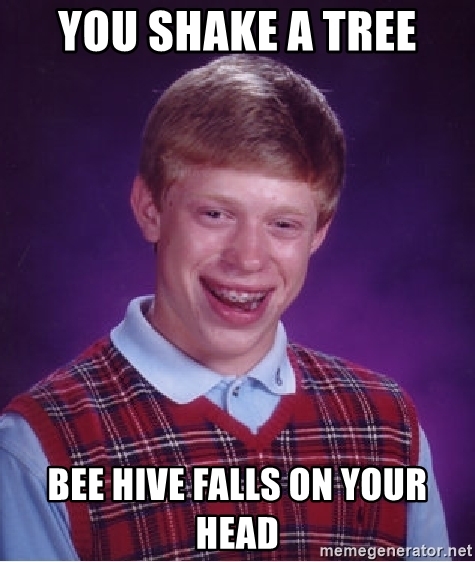 YOU SHAKE A TREE
BEE HIVE FALLS ON YOUR
HEAD
memegenerator.net